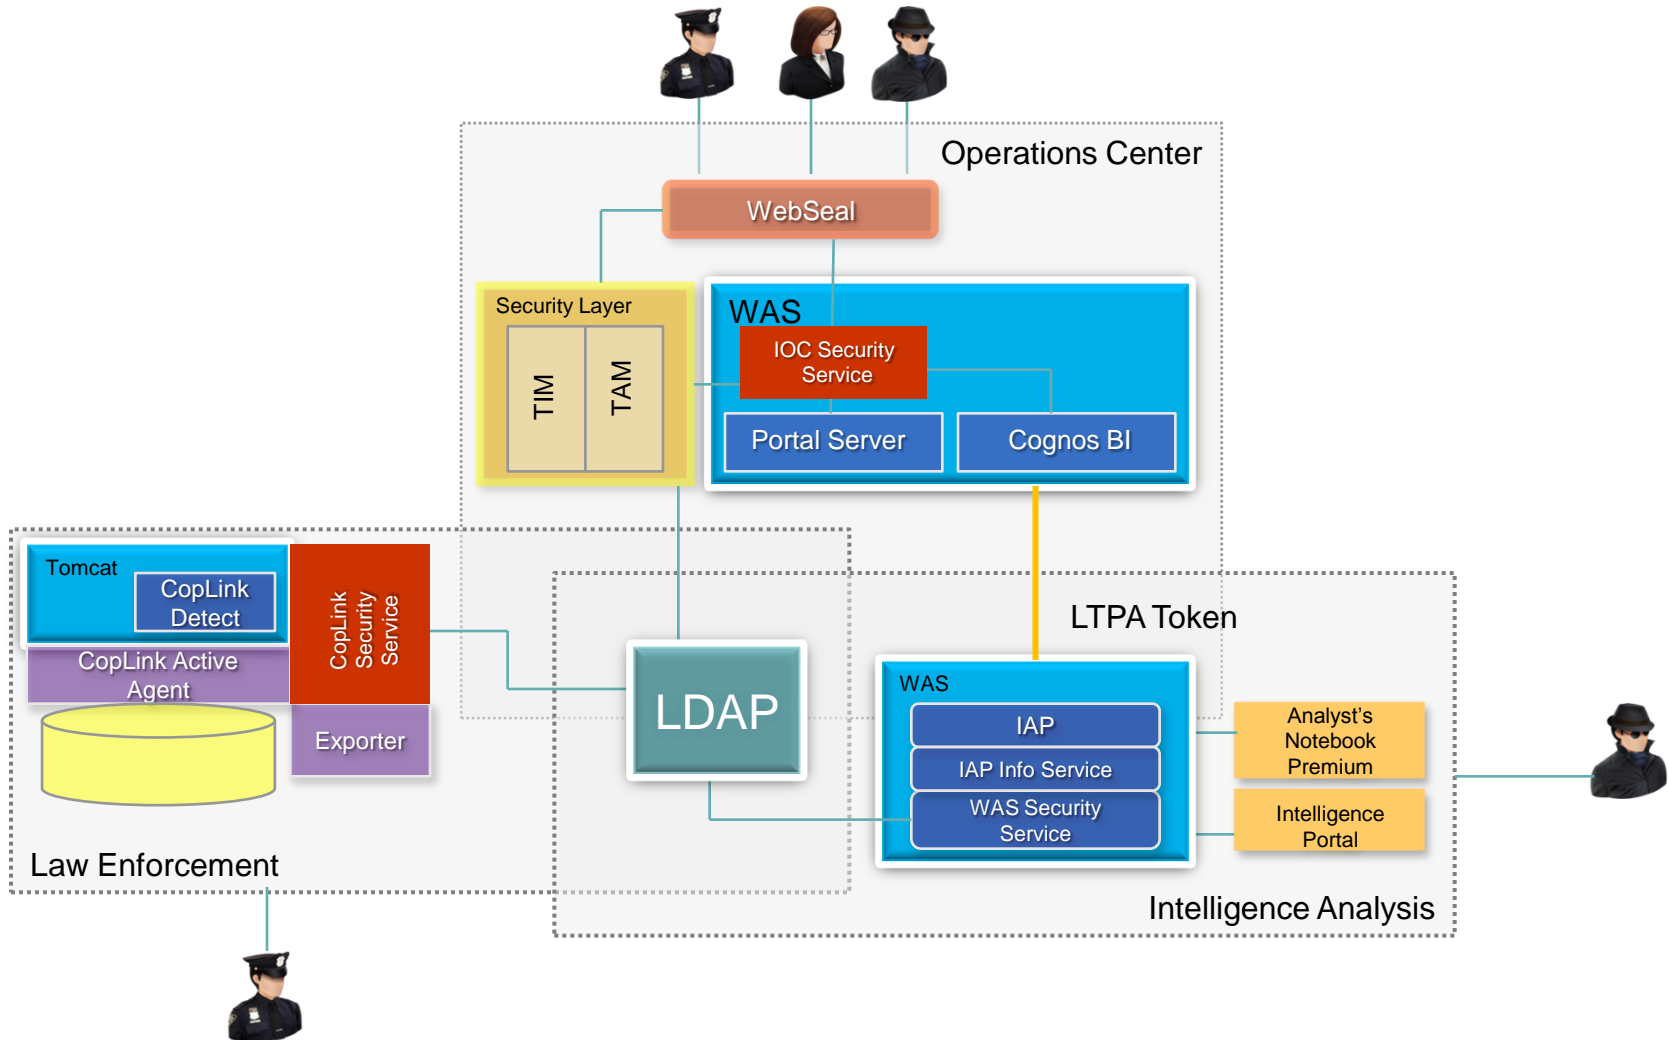 Operations Center
WebSeal
Security Layer
TIM
TAM
WAS
IOC Security
Service
Portal Server
Cognos BI
Tomcat
CopLink
Detect
CopLink
Security
Service
CopLink Active
Agent
Exporter
Law Enforcement
LDAP
LTPA Token
WAS
IAP
IAP Info Service
WAS Security
Service
Analyst’s
Notebook
Premium
Intelligence
Portal
Intelligence Analysis